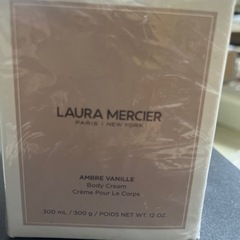 LAURA MERCIER
PARIS | NEW YORK
AMBRE VANILLE
Body Cream
Crème Pour Le Corps
300 mL / 300 g / POIDS NET WT. 12 OZ